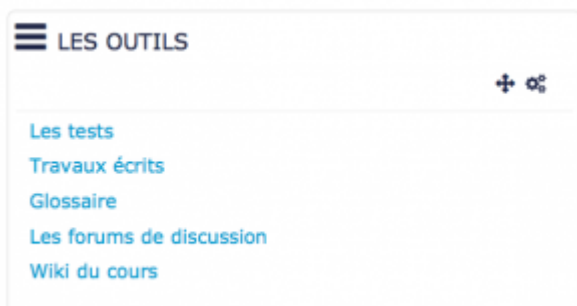 LES OUTILS
Les tests
Travaux écrits
Glossaire
Les forums de discussion
Wiki du cours